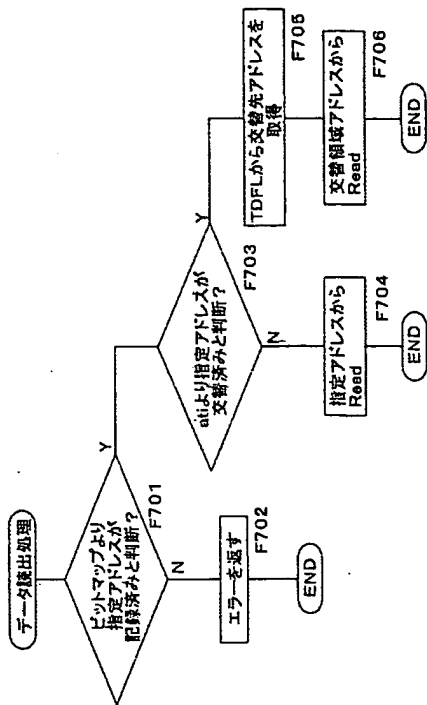 データ読出処理
ビットマップより
指定アドレスが
記録済みと判断?
F701
Y
N
エラーを返す
F702
END
atiより指定アドレスが
交替済みと判断?
F703
Y
N
指定アドレスから
Read
F704
END
TDFLから交替先アドレスを
取得
F705
交替領域アドレスから
Read
F706
END